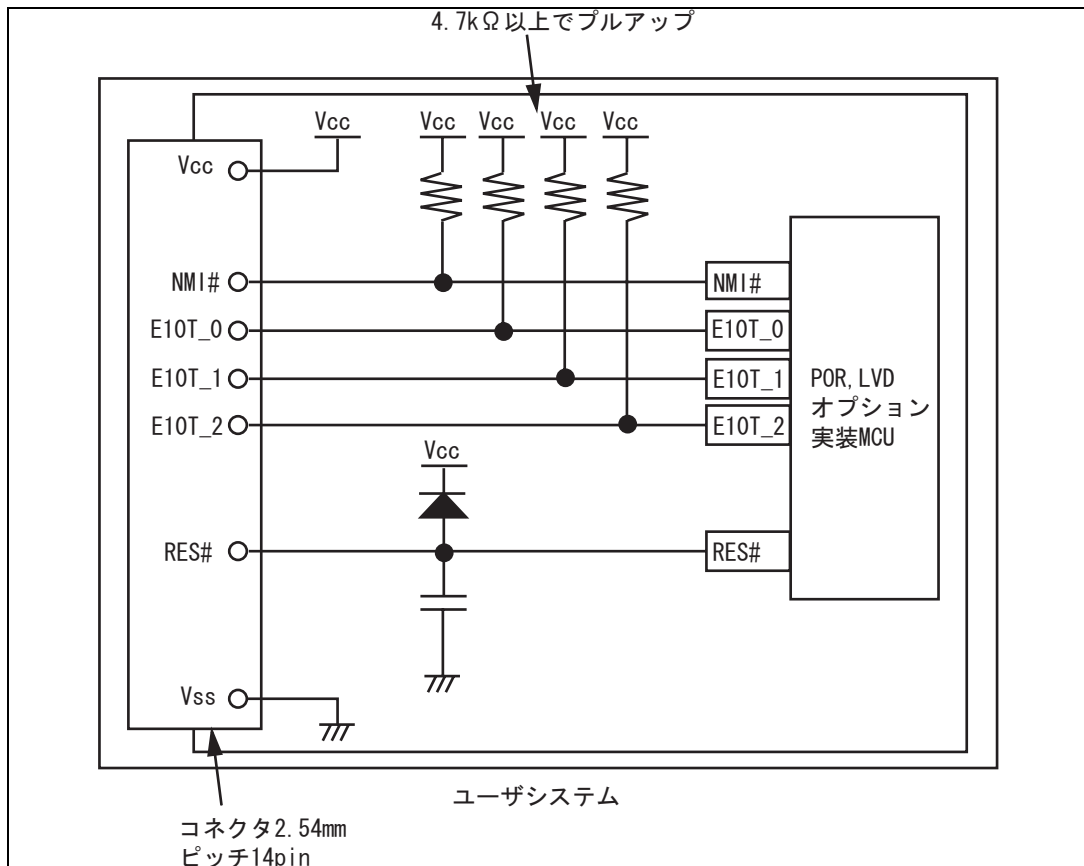 4.7kΩ以上でプルアップ
Vcc
Vcc
Vcc
Vcc
Vcc
Vcc
NMI#
NMI#
E10T_0
E10T_0
E10T_1
E10T_1
E10T_2
E10T_2
POR,LVD
オプション
実装MCU
Vcc
RES#
RES#
Vss
ユーザシステム
コネクタ2.54mm
ピッチ14pin